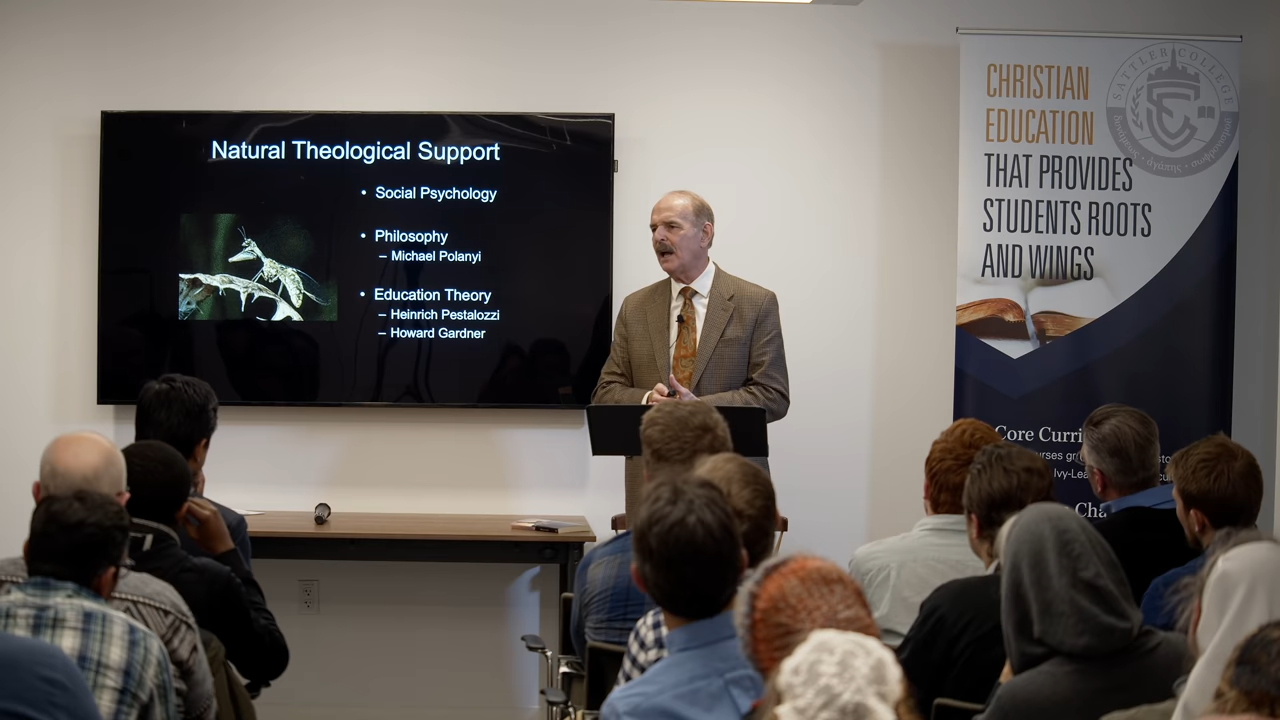 Natural Theological Support
• Social Psychology
• Philosophy
– Michael Polanyi
• Education Theory
– Heinrich Pestalozzi
– Howard Gardner
CHRISTIAN
EDUCATION
THAT PROVIDES
STUDENTS ROOTS
AND WINGS
SATTLER COLLEGE
Core Curri